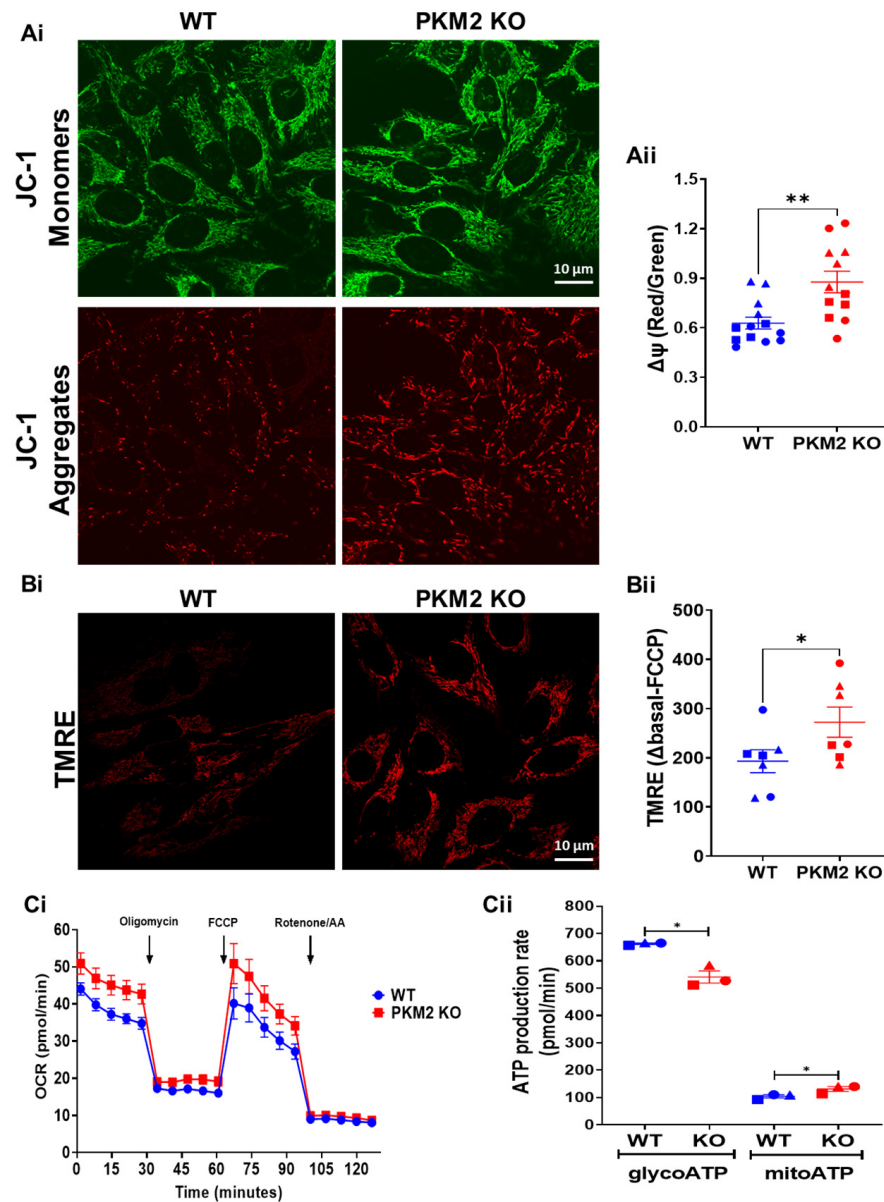 Ai
WT
PKM2 KO
JC-1
Monomers
10 µm
JC-1
Aggregates
Aii
1.5
1.2
0.9
0.6
0.3
0.0
**
Δψ (Red/Green)
WT
PKM2 KO
Bi
WT
PKM2 KO
TMRE
10 µm
Bii
500
400
300
200
100
0
*
TMRE (Δbasal-FCCP)
WT
PKM2 KO
Ci
Oligomycin
FCCP
Rotenone/AA
60
50
40
30
20
10
0
OCR (pmol/min)
WT
PKM2 KO
0 15 30 45 60 75 90 105 120
Time (minutes)
Cii
800
700
600
500
400
300
200
100
0
*
*
ATP production rate
(pmol/min)
WT KO WT KO
glycoATP mitoATP